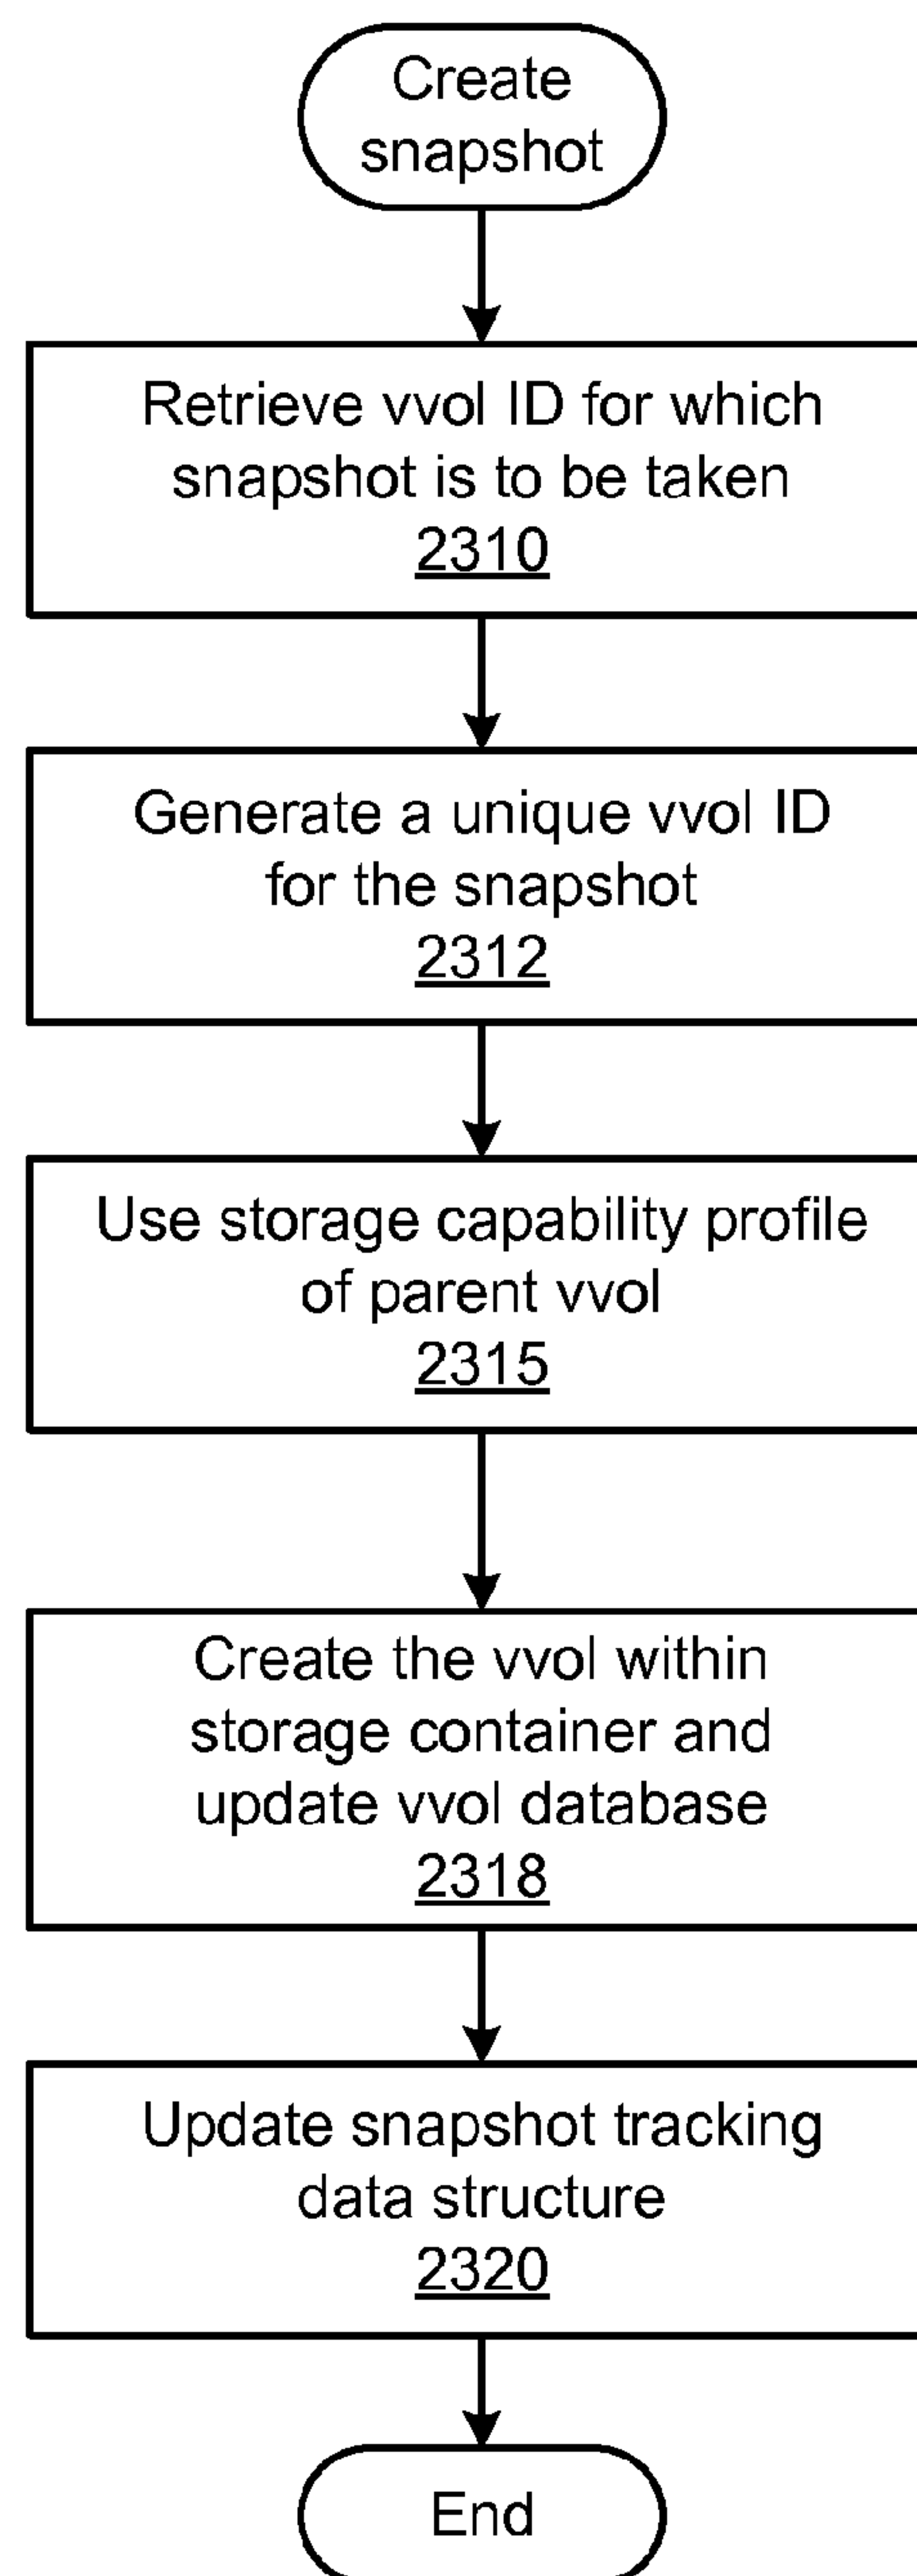 Create
snapshot
Retrieve vvol ID for which
snapshot is to be taken
2310
Generate a unique vvol ID
for the snapshot
2312
Use storage capability profile
of parent vvol
2315
Create the vvol within
storage container and
update vvol database
2318
Update snapshot tracking
data structure
2320
End